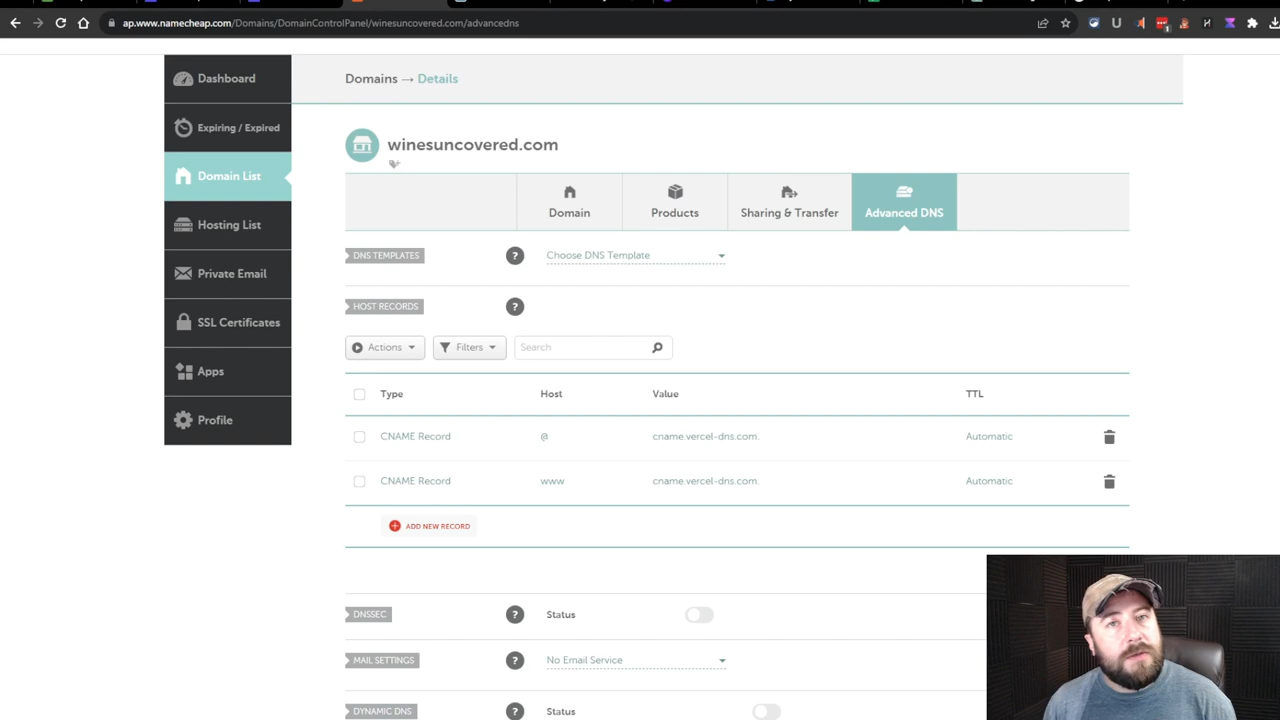 ap.www.namecheap.com/Domains/DomainControlPanel/winesuncovered.com/advancedns
1
Dashboard
Domains → Details
Expiring / Expired
winesuncovered.com
Domain List
Domain
Products
Sharing & Transfer
Advanced DNS
Hosting List
DNS TEMPLATES
?
Choose DNS Template
Private Email
HOST RECORDS
?
SSL Certificates
Actions
Filters
Search
Apps
Type
Host
Value
TTL
Profile
CNAME Record
@
cname.vercel-dns.com.
Automatic
CNAME Record
www
cname.vercel-dns.com.
Automatic
ADD NEW RECORD
DNSSEC
?
Status
MAIL SETTINGS
?
No Email Service
DYNAMIC DNS
?
Status